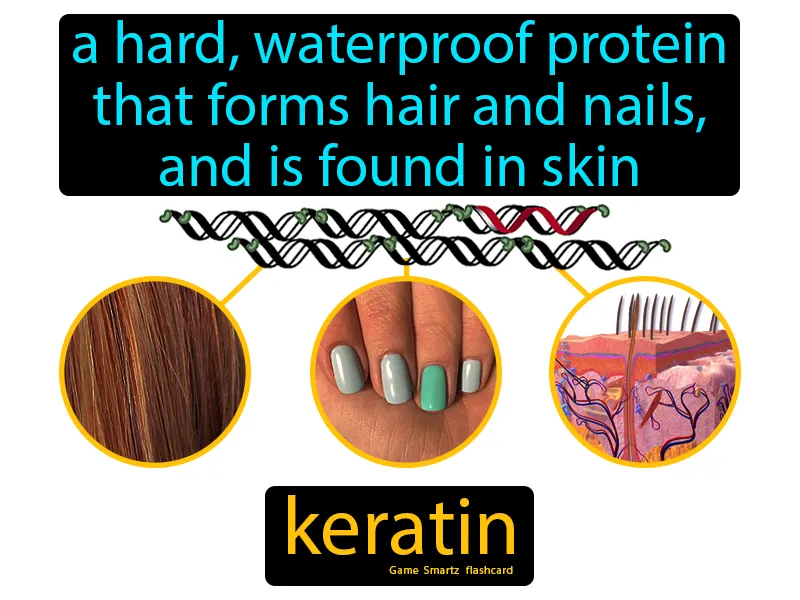 a hard, waterproof protein
that forms hair and nails,
and is found in skin
keratin
Game Smartz flashcard